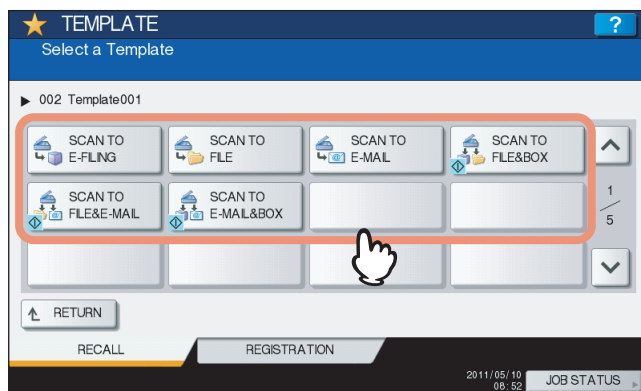 TEMPLATE
?
Select a Template
002 Template001
SCAN TO
E-FILING
SCAN TO
FILE
SCAN TO
@ E-MAIL
SCAN TO
FILE&BOX
SCAN TO
@ FILE&E-MAIL
SCAN TO
@ E-MAIL&BOX
1
5
RETURN
RECALL
REGISTRATION
2011/05/10
08:52
JOB STATUS